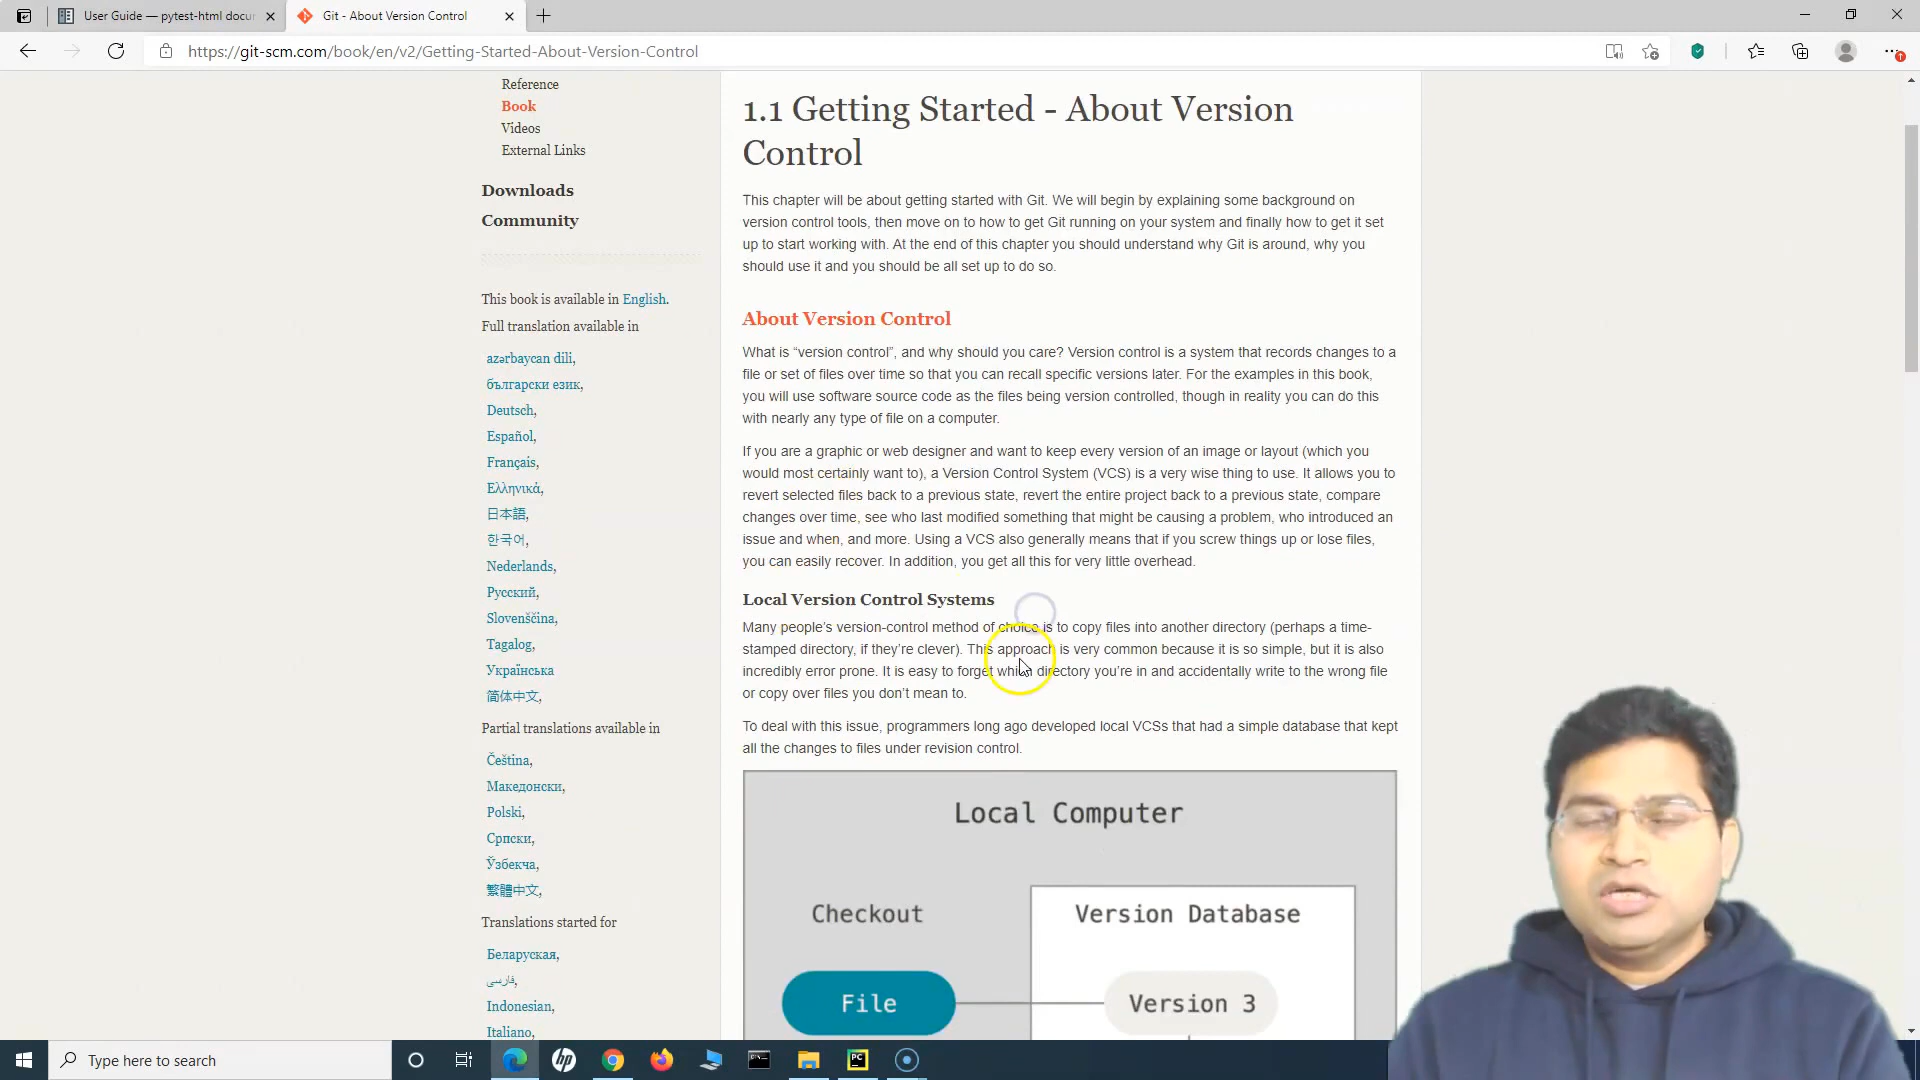 User Guide — pytest-html docu
Git - About Version Control
https://git-scm.com/book/en/v2/Getting-Started-About-Version-Control
Reference
Book
Videos
External Links
Downloads
Community
This book is available in English.
Full translation available in
azərbaycan dili,
български език,
Deutsch,
Español,
Français,
Ελληνικά,
日本語,
한국어,
Nederlands,
Русский,
Slovenščina,
Tagalog,
Українська
简体中文,
Partial translations available in
Čeština,
Македонски,
Polski,
Српски,
Ўзбекча,
繁體中文,
Translations started for
Беларуская,
فارسی,
Indonesian,
Italiano,
1.1 Getting Started - About Version
Control
This chapter will be about getting started with Git. We will begin by explaining some background on
version control tools, then move on to how to get Git running on your system and finally how to get it set
up to start working with. At the end of this chapter you should understand why Git is around, why you
should use it and you should be all set up to do so.
About Version Control
What is “version control”, and why should you care? Version control is a system that records changes to a
file or set of files over time so that you can recall specific versions later. For the examples in this book,
you will use software source code as the files being version controlled, though in reality you can do this
with nearly any type of file on a computer.
If you are a graphic or web designer and want to keep every version of an image or layout (which you
would most certainly want to), a Version Control System (VCS) is a very wise thing to use. It allows you to
revert selected files back to a previous state, revert the entire project back to a previous state, compare
changes over time, see who last modified something that might be causing a problem, who introduced an
issue and when, and more. Using a VCS also generally means that if you screw things up or lose files,
you can easily recover. In addition, you get all this for very little overhead.
Local Version Control Systems
Many people’s version-control method of choice is to copy files into another directory (perhaps a time-
stamped directory, if they’re clever). This approach is very common because it is so simple, but it is also
incredibly error prone. It is easy to forget which directory you’re in and accidentally write to the wrong file
or copy over files you don’t mean to.
To deal with this issue, programmers long ago developed local VCSs that had a simple database that kept
all the changes to files under revision control.
Local Computer
Checkout
Version Database
File
Version 3
Type here to search
hp
PC